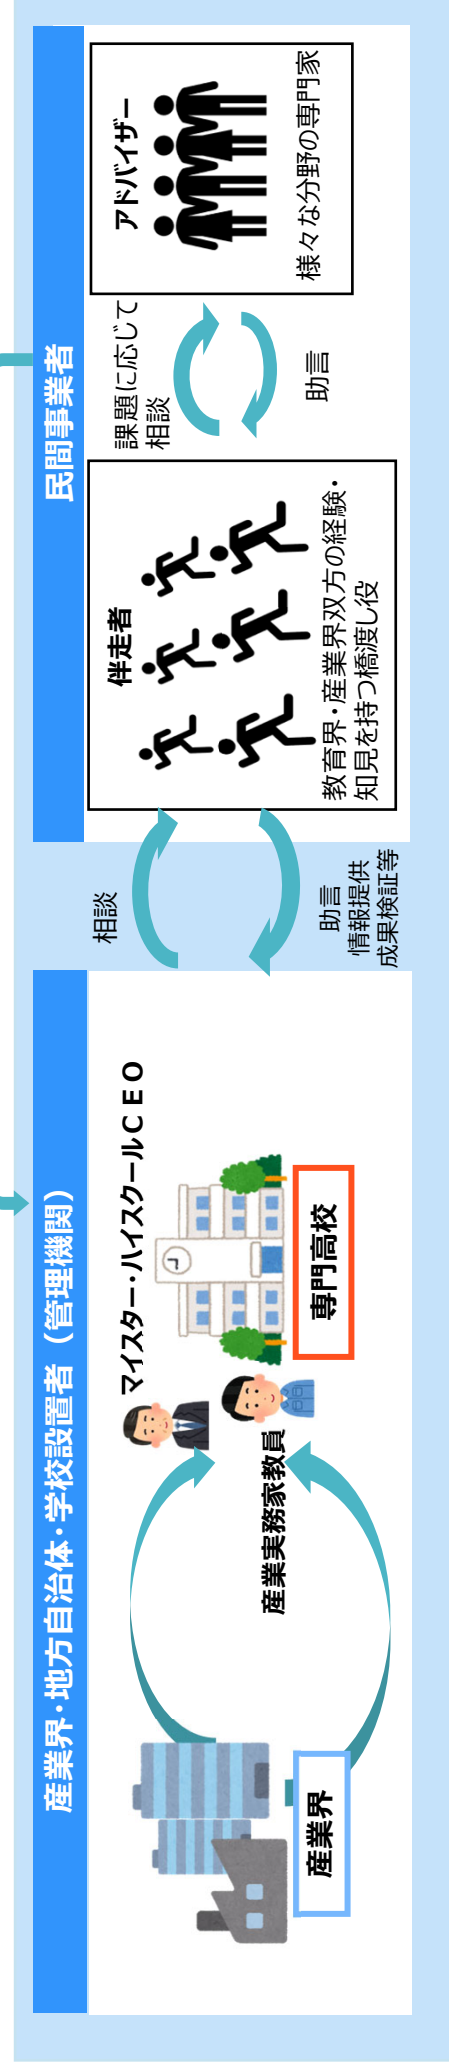 産業界・地方自治体・学校設置者（管理機関）
マイスター・ハイスクールＣＥＯ
産業実務家教員
産業界
専門高校
相談
助言
情報提供
成果検証等
民間事業者
伴走者
教育界・産業界双方の経験・
知見を持つ橋渡し役
課題に応じて
相談
助言
アドバイザー
様々な分野の専門家